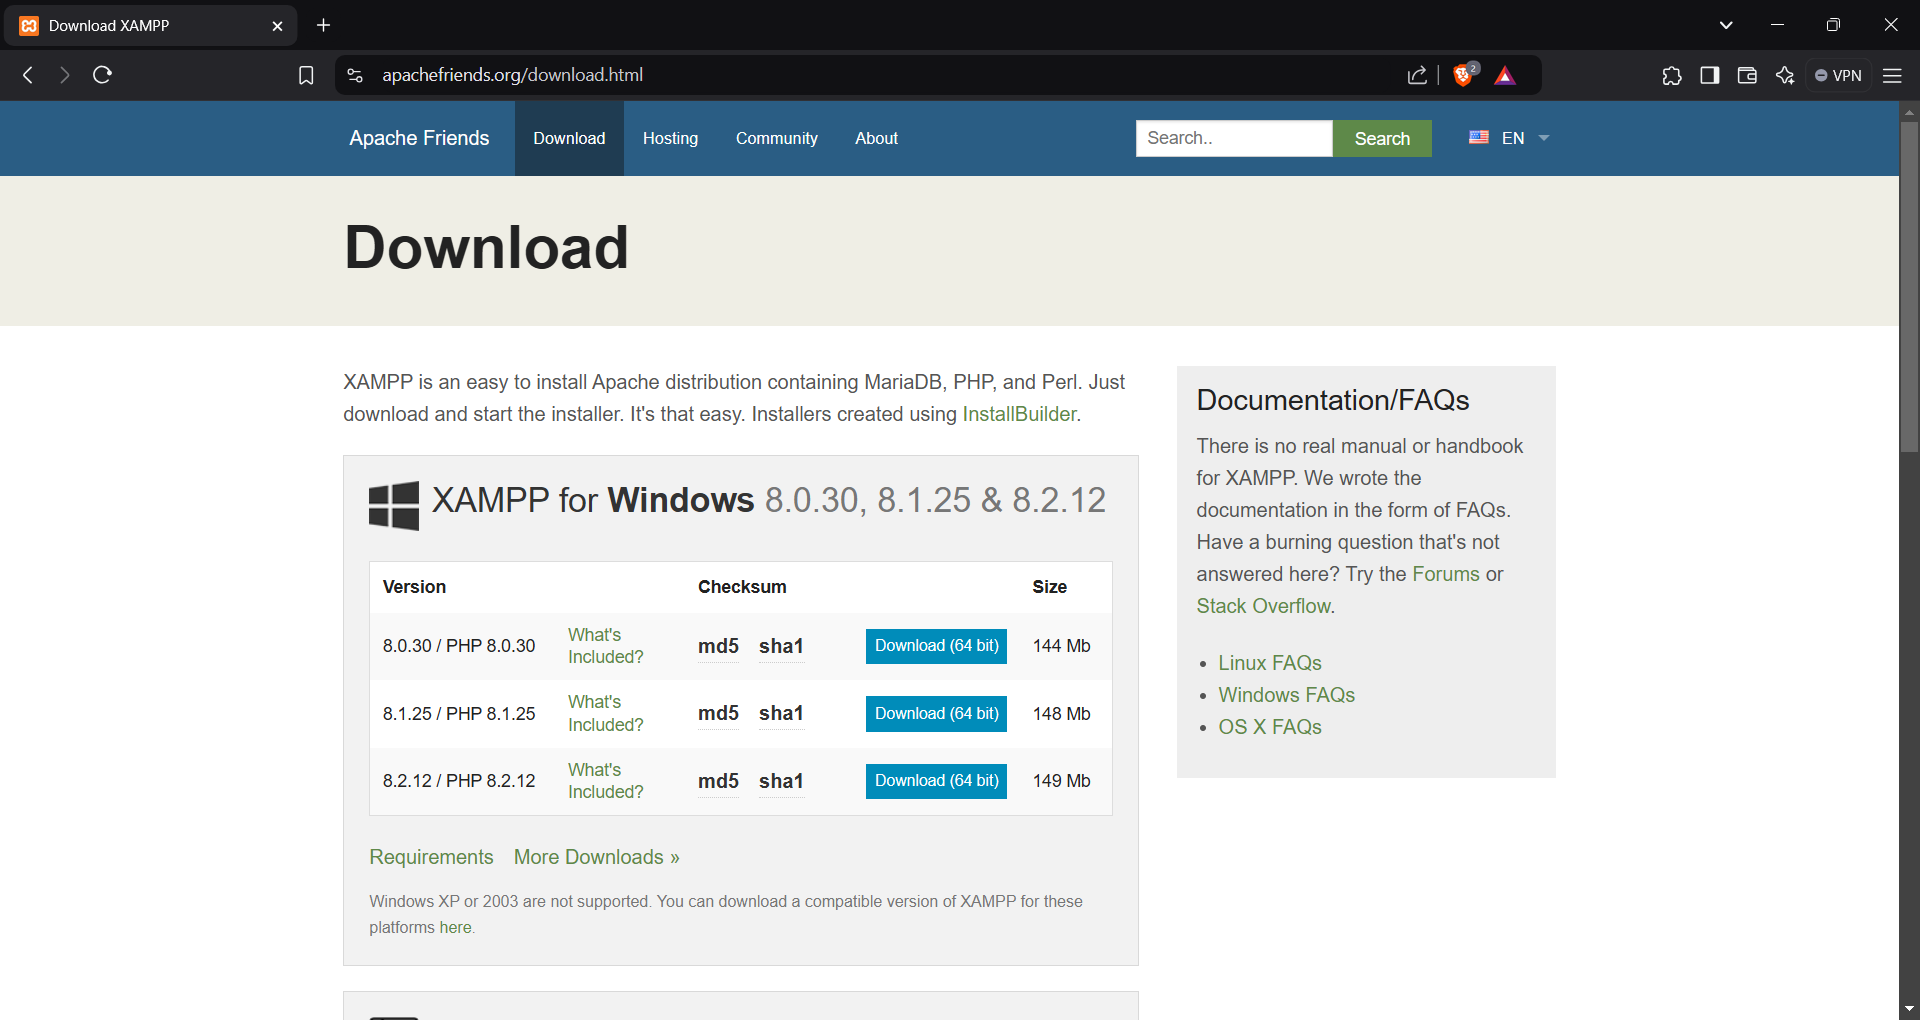 Download XAMPP
apachefriends.org/download.html
2
VPN
Apache Friends
Download
Hosting
Community
About
Search..
Search
EN
Download
XAMPP is an easy to install Apache distribution containing MariaDB, PHP, and Perl. Just
download and start the installer. It's that easy. Installers created using InstallBuilder.
XAMPP for Windows 8.0.30, 8.1.25 & 8.2.12
Version Checksum Size
8.0.30 / PHP 8.0.30 What's Included? md5 sha1 Download (64 bit) 144 Mb
8.1.25 / PHP 8.1.25 What's Included? md5 sha1 Download (64 bit) 148 Mb
8.2.12 / PHP 8.2.12 What's Included? md5 sha1 Download (64 bit) 149 Mb
Requirements More Downloads »
Windows XP or 2003 are not supported. You can download a compatible version of XAMPP for these
platforms here.
Documentation/FAQs
There is no real manual or handbook
for XAMPP. We wrote the
documentation in the form of FAQs.
Have a burning question that's not
answered here? Try the Forums or
Stack Overflow.
• Linux FAQs
• Windows FAQs
• OS X FAQs